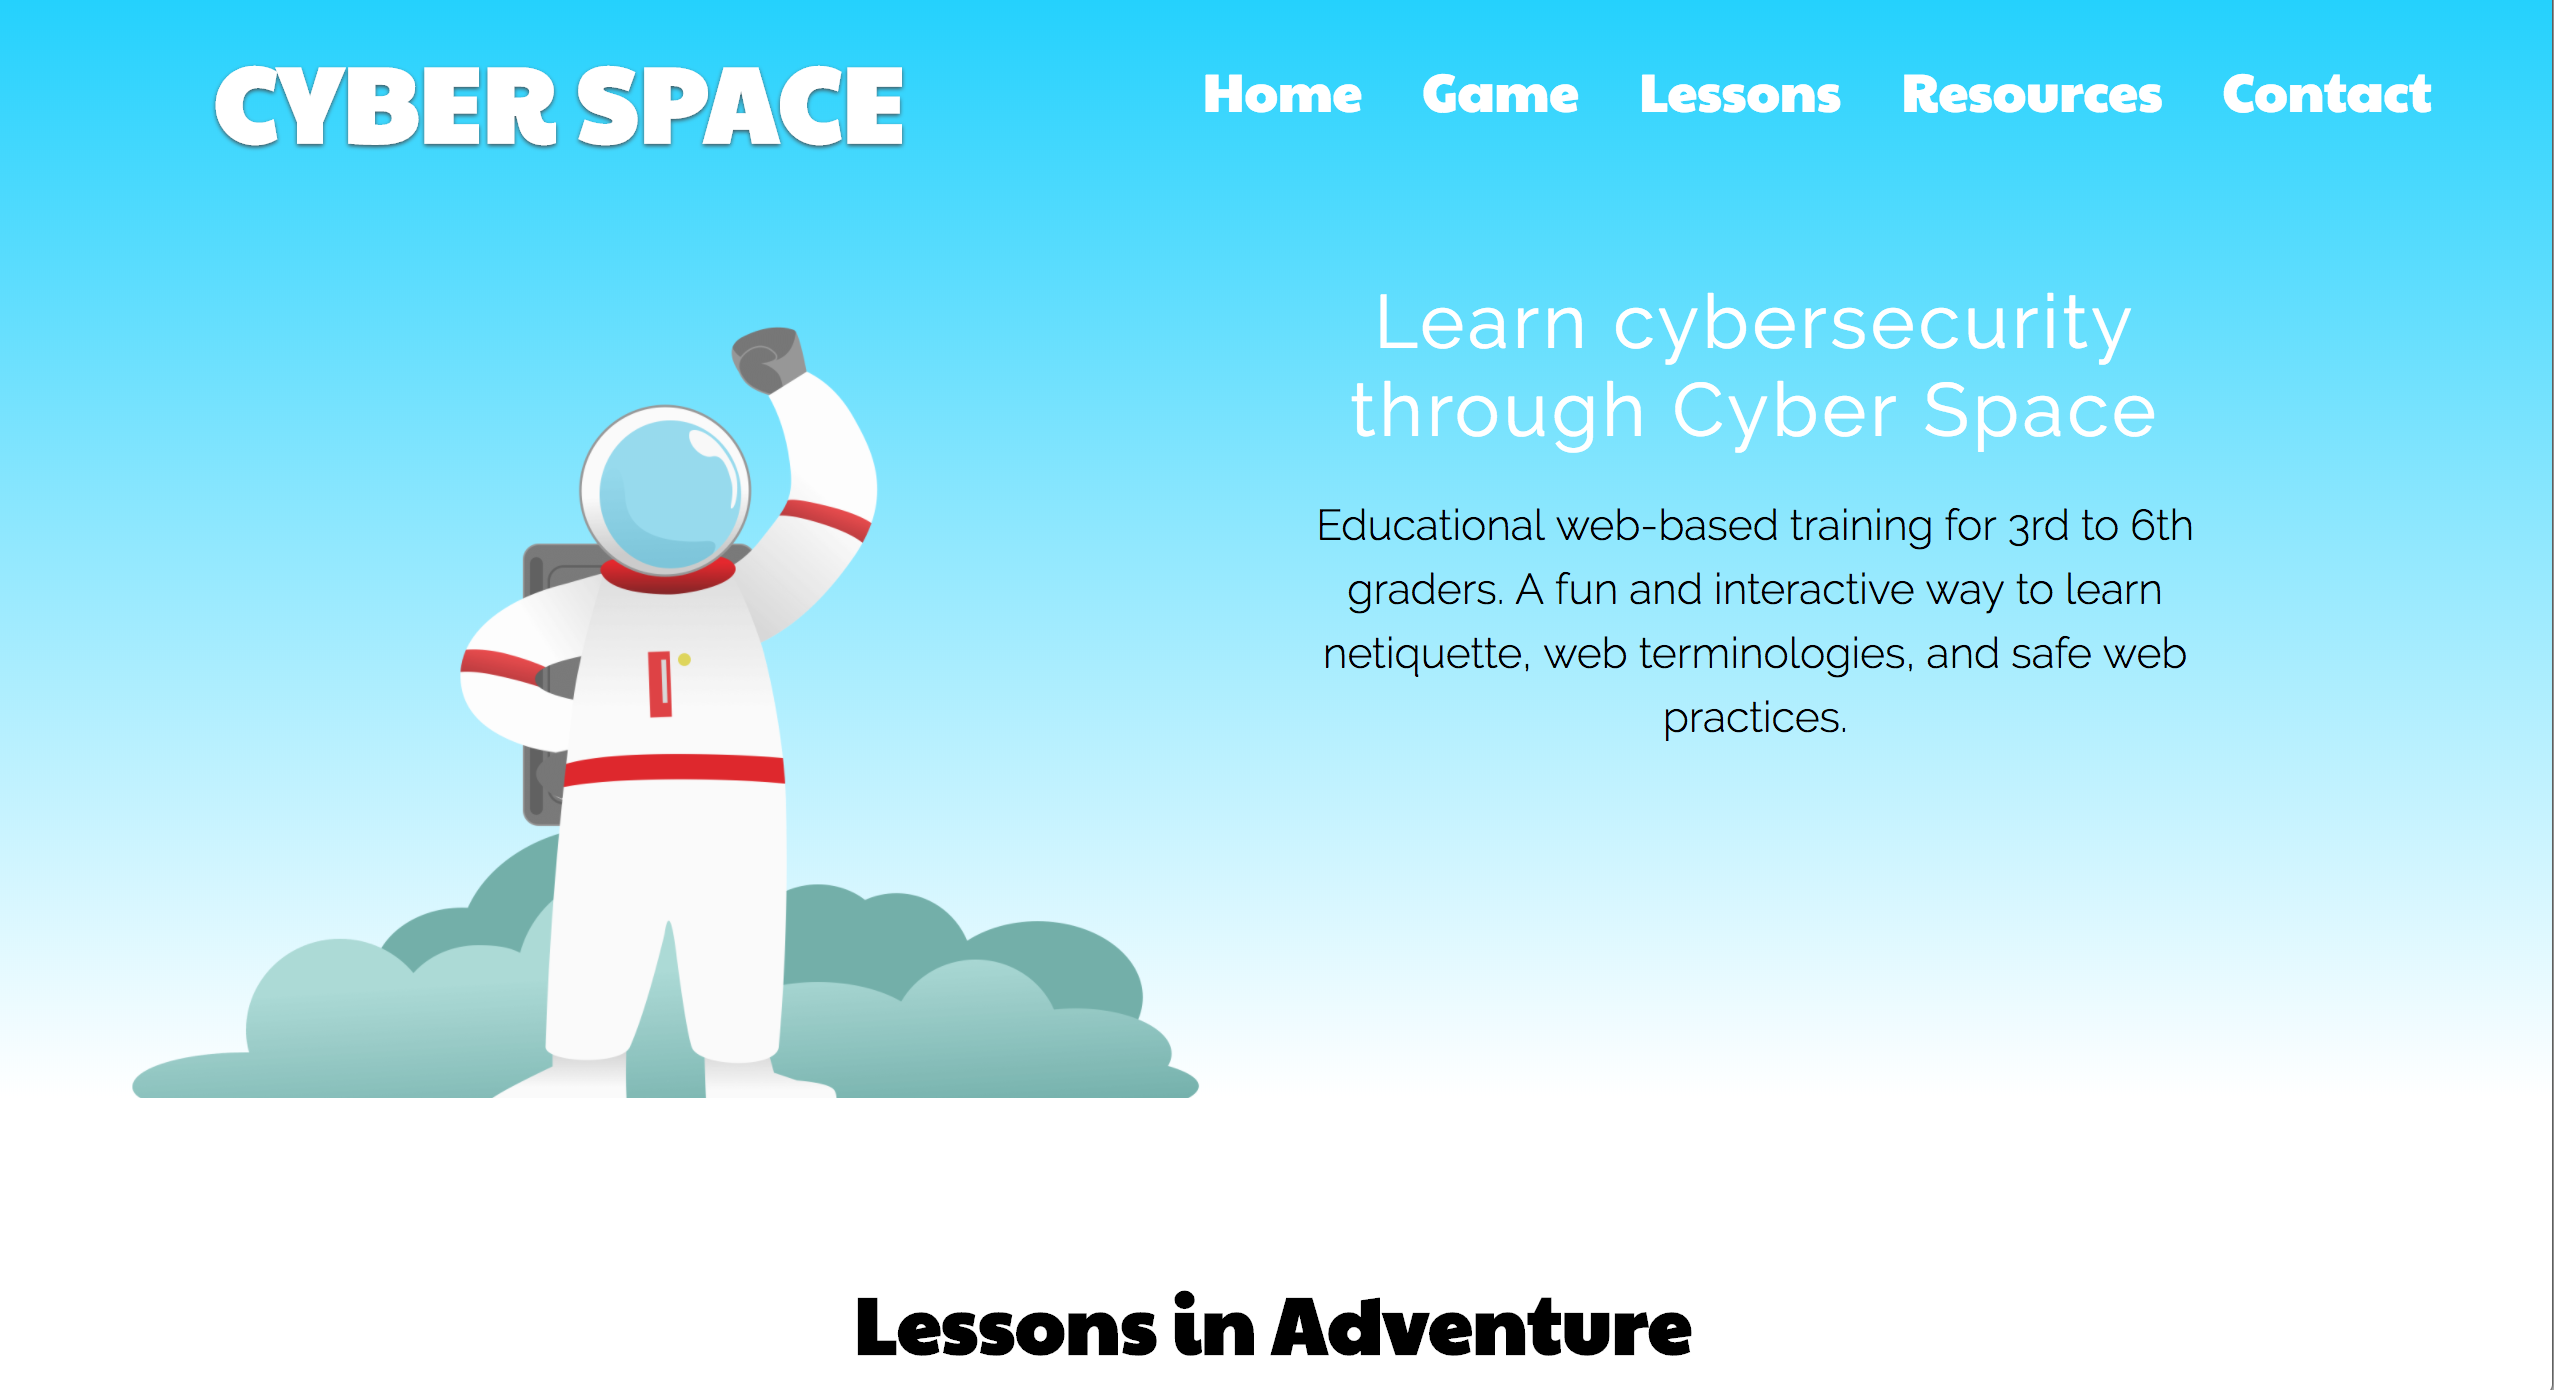 CYBER SPACE
Home Game Lessons Resources Contact
Learn cybersecurity
through Cyber Space
Educational web-based training for 3rd to 6th
graders. A fun and interactive way to learn
netiquette, web terminologies, and safe web
practices.
Lessons in Adventure